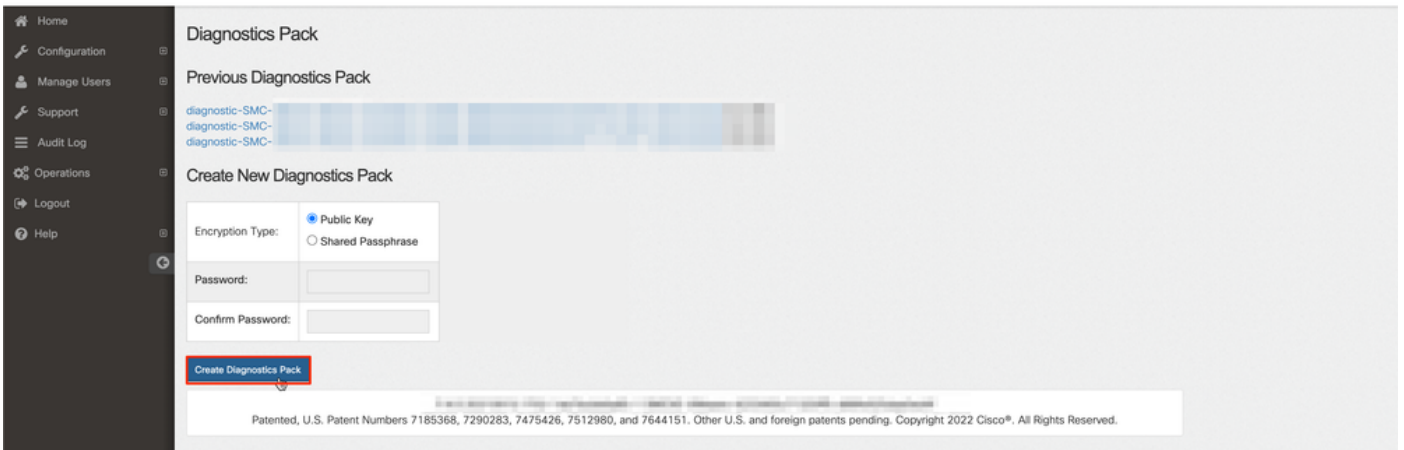 Home
Configuration
Manage Users
Support
Audit Log
Operations
Logout
Help
Diagnostics Pack
Previous Diagnostics Pack
diagnostic-SMC-
diagnostic-SMC-
diagnostic-SMC-
Create New Diagnostics Pack
Encryption Type:
Public Key
Shared Passphrase
Password:
Confirm Password:
Create Diagnostics Pack
Patented, U.S. Patent Numbers 7185368, 7290283, 7475426, 7512980, and 7644151. Other U.S. and foreign patents pending. Copyright 2022 Cisco®. All Rights Reserved.